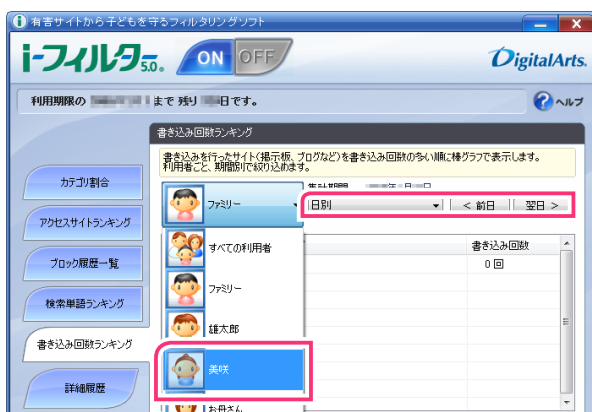 有害サイトから子どもを守るフィルタリングソフト
i-フィルター5.0. ON OFF
DigitalArts.
利用期限の まで 残り 日です。
ヘルプ
書き込み回数ランキング
書き込みを行ったサイト(掲示板、ブログなど)を書き込み回数の多い順に棒グラフで表示します。
利用者ごと、期間別で絞り込めます。
カテゴリ割合
アクセスサイトランキング
ブロック履歴一覧
検索単語ランキング
書き込み回数ランキング
詳細履歴
集計期間 年 月 日
ファミリー
日別
< 前日
翌日 >
すべての利用者
ファミリー
雄太郎
美咲
お母さん
書き込み回数
0 回